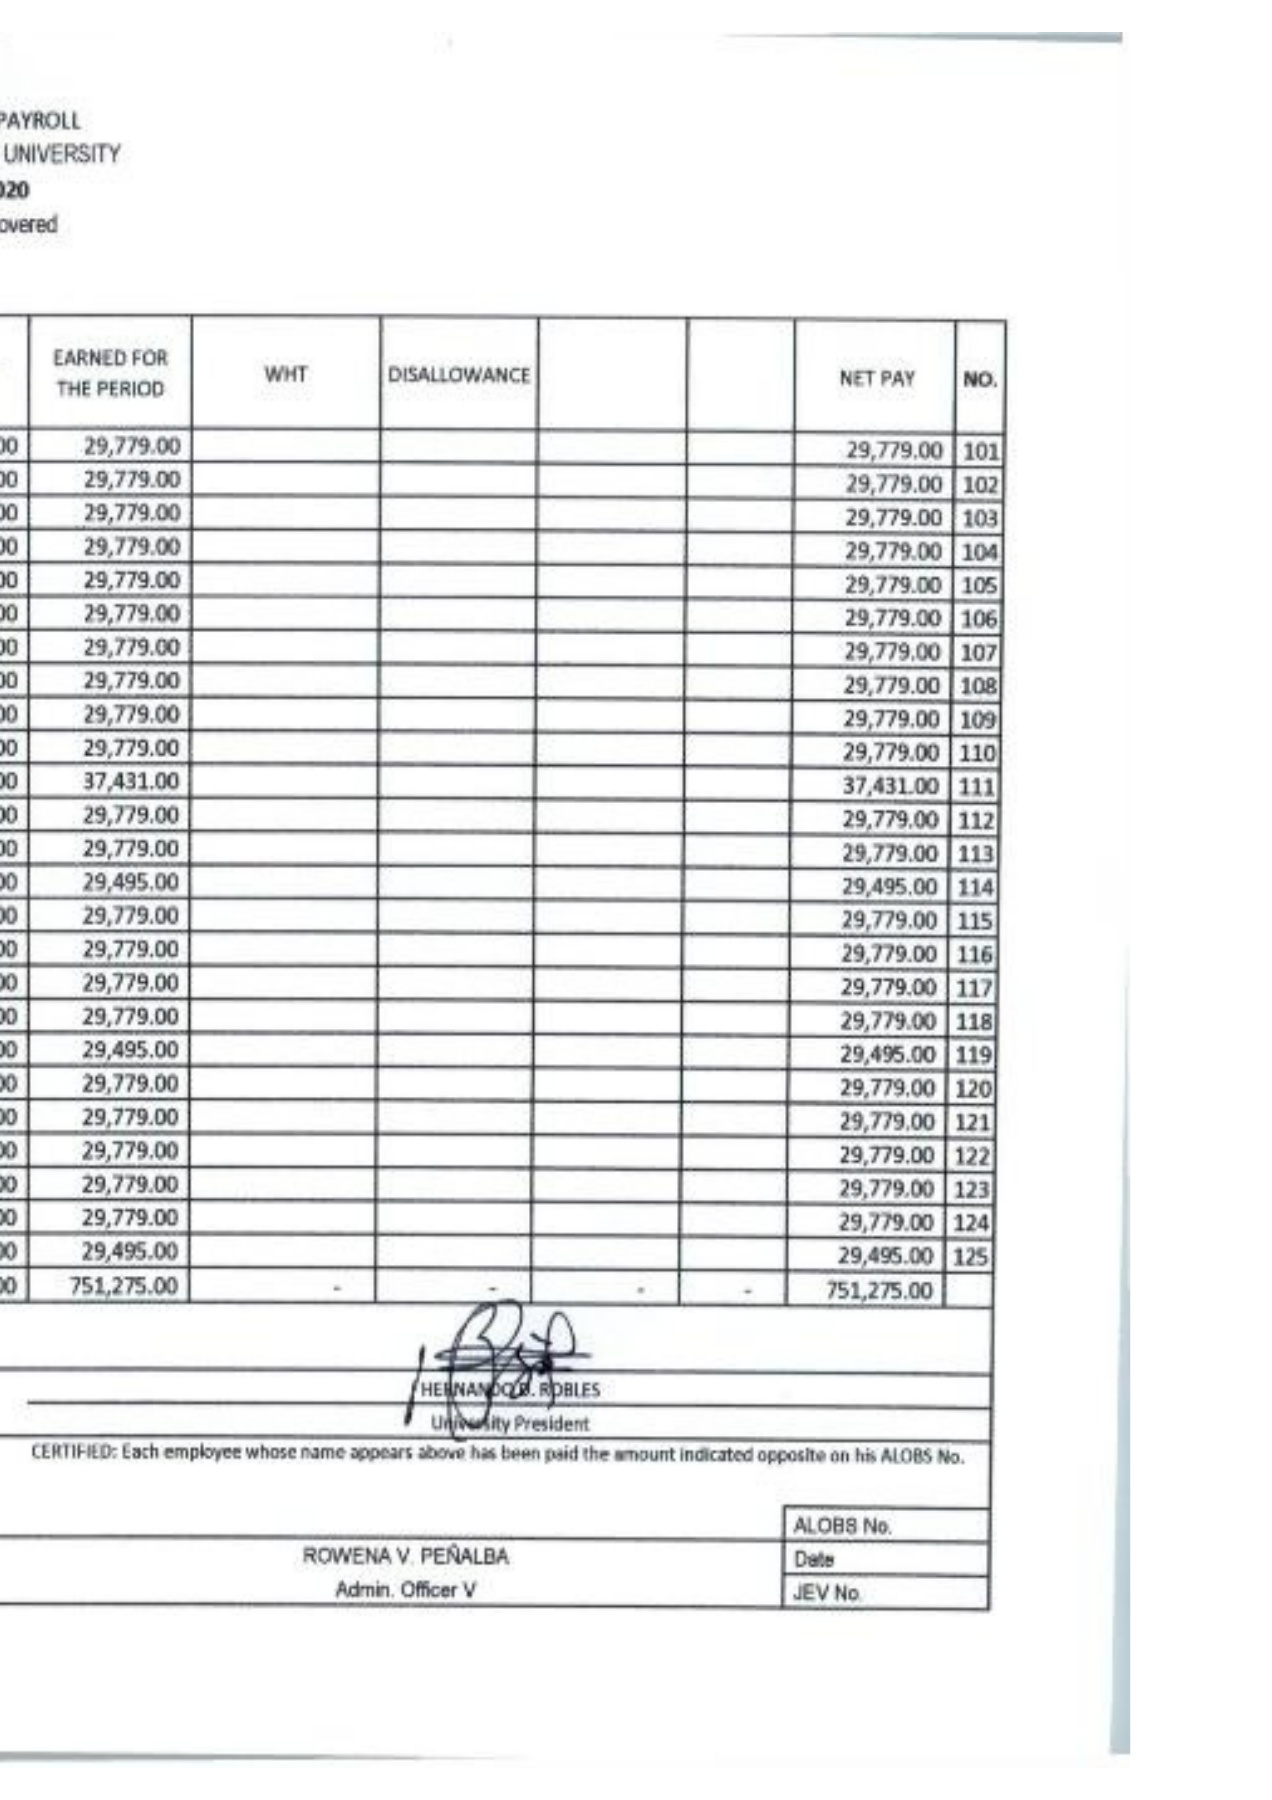 PAYROLL
UNIVERSITY
020
overed
EARNED FOR THE PERIOD WHT DISALLOWANCE NET PAY NO.
00 29,779.00 29,779.00 101
00 29,779.00 29,779.00 102
00 29,779.00 29,779.00 103
00 29,779.00 29,779.00 104
00 29,779.00 29,779.00 105
00 29,779.00 29,779.00 106
00 29,779.00 29,779.00 107
00 29,779.00 29,779.00 108
00 29,779.00 29,779.00 109
00 29,779.00 29,779.00 110
00 37,431.00 37,431.00 111
00 29,779.00 29,779.00 112
00 29,779.00 29,779.00 113
00 29,495.00 29,495.00 114
00 29,779.00 29,779.00 115
00 29,779.00 29,779.00 116
00 29,779.00 29,779.00 117
00 29,779.00 29,779.00 118
00 29,495.00 29,495.00 119
00 29,779.00 29,779.00 120
00 29,779.00 29,779.00 121
00 29,779.00 29,779.00 122
00 29,779.00 29,779.00 123
00 29,779.00 29,779.00 124
00 29,495.00 29,495.00 125
00 751,275.00 - - - - 751,275.00
HERNANDO D. ROBLES
University President
CERTIFIED: Each employee whose name appears above has been paid the amount indicated opposite on his ALOBS No.
ALOBS No.
ROWENA V. PEÑALBA Date
Admin. Officer V JEV No.